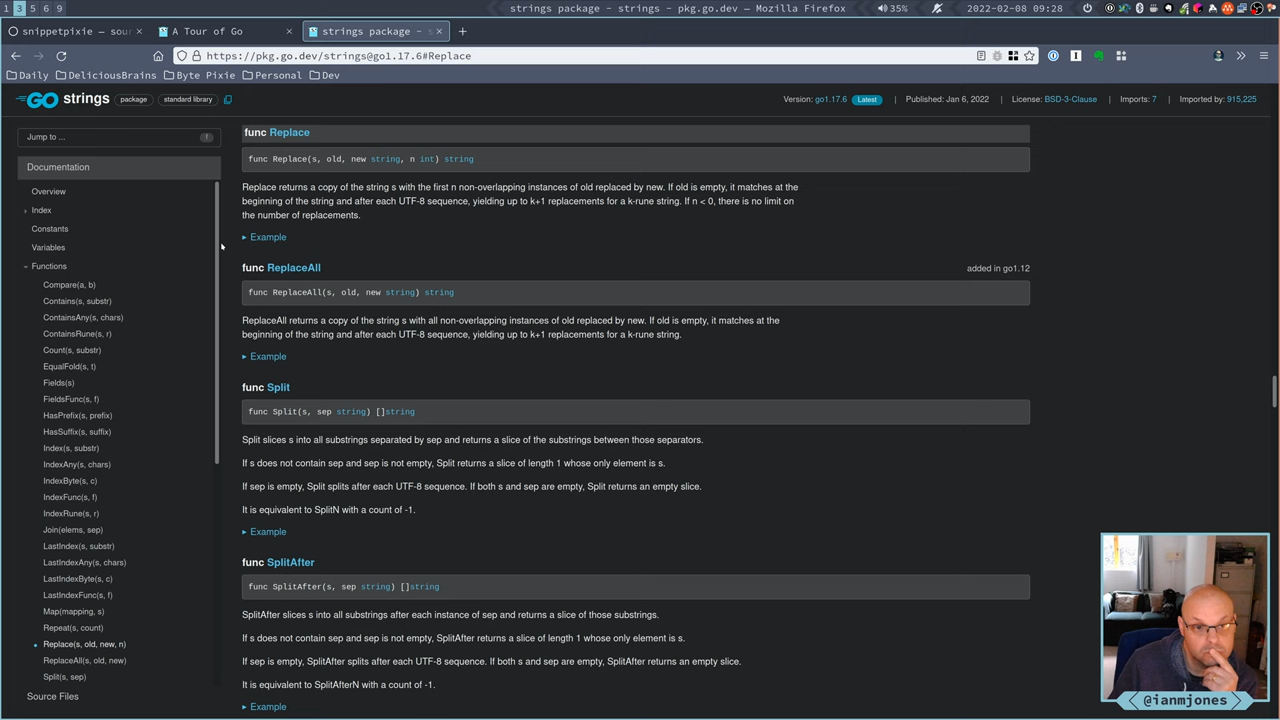 1 3 5 6 9
strings package - strings - pkg.go.dev — Mozilla Firefox
35%
2022-02-08 09:28
snippetpixie — sour
A Tour of Go
strings package - s
https://pkg.go.dev/strings@go1.17.6#Replace
Daily
DeliciousBrains
Byte Pixie
Personal
Dev
GO strings
package
standard library
Version: go1.17.6
Latest
Published: Jan 6, 2022
License: BSD-3-Clause
Imports: 7
Imported by: 915,225
Jump to ...
f
Documentation
Overview
Index
Constants
Variables
Functions
Compare(a, b)
Contains(s, substr)
ContainsAny(s, chars)
ContainsRune(s, r)
Count(s, substr)
EqualFold(s, t)
Fields(s)
FieldsFunc(s, f)
HasPrefix(s, prefix)
HasSuffix(s, suffix)
Index(s, substr)
IndexAny(s, chars)
IndexByte(s, c)
IndexFunc(s, f)
IndexRune(s, r)
Join(elems, sep)
LastIndex(s, substr)
LastIndexAny(s, chars)
LastIndexByte(s, c)
LastIndexFunc(s, f)
Map(mapping, s)
Repeat(s, count)
Replace(s, old, new, n)
ReplaceAll(s, old, new)
Split(s, sep)
Source Files
func Replace
func Replace(s, old, new string, n int) string
Replace returns a copy of the string s with the first n non-overlapping instances of old replaced by new. If old is empty, it matches at the
beginning of the string and after each UTF-8 sequence, yielding up to k+1 replacements for a k-rune string. If n < 0, there is no limit on
the number of replacements.
Example
func ReplaceAll
added in go1.12
func ReplaceAll(s, old, new string) string
ReplaceAll returns a copy of the string s with all non-overlapping instances of old replaced by new. If old is empty, it matches at the
beginning of the string and after each UTF-8 sequence, yielding up to k+1 replacements for a k-rune string.
Example
func Split
func Split(s, sep string) []string
Split slices s into all substrings separated by sep and returns a slice of the substrings between those separators.
If s does not contain sep and sep is not empty, Split returns a slice of length 1 whose only element is s.
If sep is empty, Split splits after each UTF-8 sequence. If both s and sep are empty, Split returns an empty slice.
It is equivalent to SplitN with a count of -1.
Example
func SplitAfter
func SplitAfter(s, sep string) []string
SplitAfter slices s into all substrings after each instance of sep and returns a slice of those substrings.
If s does not contain sep and sep is not empty, SplitAfter returns a slice of length 1 whose only element is s.
If sep is empty, SplitAfter splits after each UTF-8 sequence. If both s and sep are empty, SplitAfter returns an empty slice.
It is equivalent to SplitAfterN with a count of -1.
Example
@ianmjones